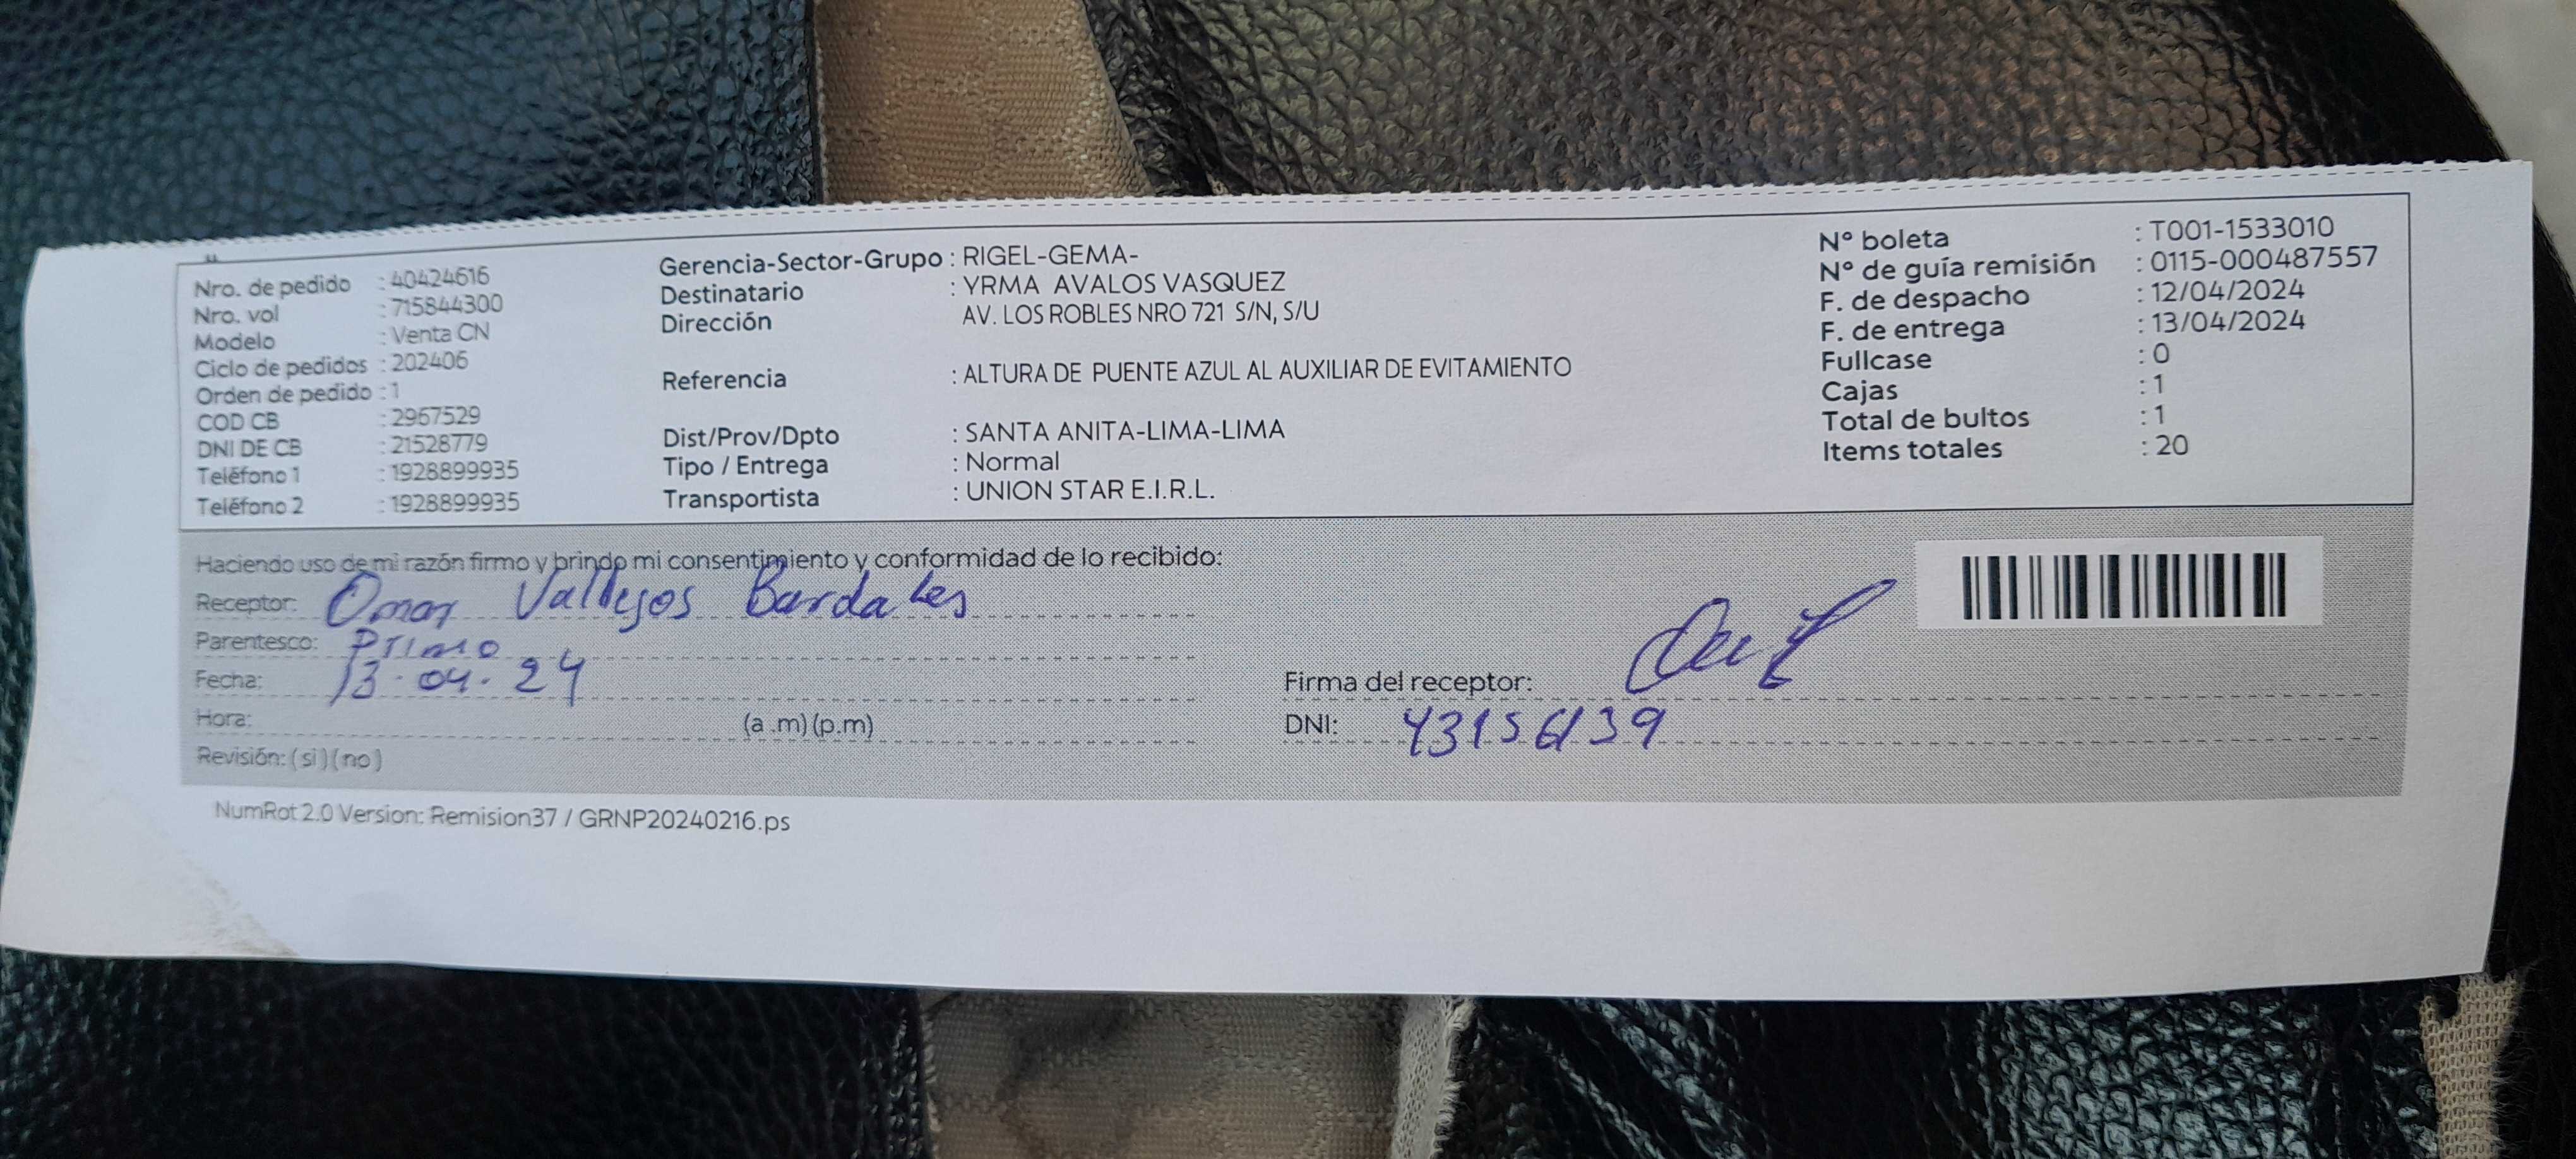 Nro. de pedido : 40424616
Nro. vol : 715844300
Modelo : Venta CN
Ciclo de pedidos : 202406
Orden de pedido : 1
COD CB : 2967529
DNI DE CB : 21528779
Teléfono 1 : 1928899935
Teléfono 2 : 1928899935
Gerencia-Sector-Grupo : RIGEL-GEMA-
Destinatario : YRMA AVALOS VASQUEZ
Dirección AV. LOS ROBLES NRO 721 S/N, S/U
Referencia : ALTURA DE PUENTE AZUL AL AUXILIAR DE EVITAMIENTO
Dist/Prov/Dpto : SANTA ANITA-LIMA-LIMA
Tipo / Entrega : Normal
Transportista : UNION STAR E.I.R.L.
N° boleta : T001-1533010
N° de guía remisión : 0115-000487557
F. de despacho : 12/04/2024
F. de entrega : 13/04/2024
Fullcase : 0
Cajas : 1
Total de bultos : 1
Items totales : 20
Haciendo uso de mi razón firmo y brindo mi consentimiento y conformidad de lo recibido:
Receptor: Omar Vallejos Bardales
Parentesco: Primo
Fecha: 13.04.24
Hora: (a .m) (p.m)
Revisión: ( si ) ( no )
Firma del receptor:
DNI:
NumRot 2.0 Version: Remision37 / GRNP20240216.ps